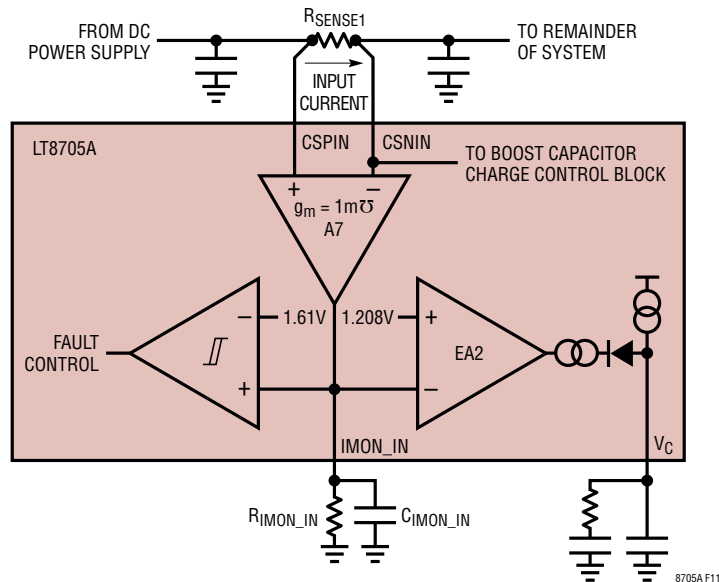 RSENSE1
FROM DC
POWER SUPPLY
TO REMAINDER
OF SYSTEM
INPUT
CURRENT
LT8705A
CSPIN
CSNIN
TO BOOST CAPACITOR
CHARGE CONTROL BLOCK
+
–
gm = 1m℧
A7
–
1.61V
1.208V
+
FAULT
CONTROL
EA2
+
–
IMON_IN
VC
RIMON_IN
CIMON_IN
8705A F11